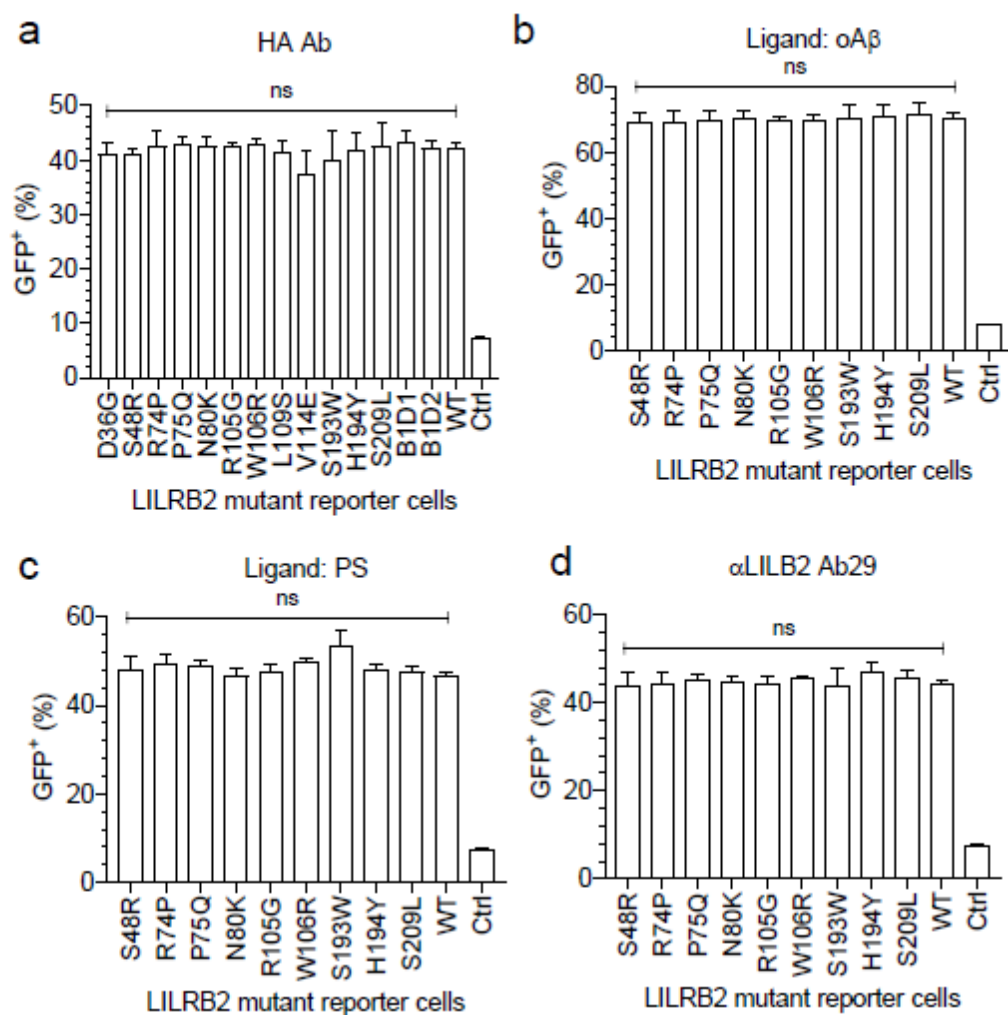 a
HA Ab
ns
50
40
30
20
10
0
GFP+ (%)
D36G
S48R
R74P
P75Q
N80K
R105G
W106R
L109S
V114E
S193W
H194Y
S209L
B1D1
B1D2
WT
Ctrl
LILRB2 mutant reporter cells
b
Ligand: oAβ
ns
80
60
40
20
0
GFP+ (%)
S48R
R74P
P75Q
N80K
R105G
W106R
S193W
H194Y
S209L
WT
Ctrl
LILRB2 mutant reporter cells
c
Ligand: PS
ns
60
40
20
0
GFP+ (%)
S48R
R74P
P75Q
N80K
R105G
W106R
S193W
H194Y
S209L
WT
Ctrl
LILRB2 mutant reporter cells
d
αLILB2 Ab29
ns
60
40
20
0
GFP+ (%)
S48R
R74P
P75Q
N80K
R105G
W106R
S193W
H194Y
S209L
WT
Ctrl
LILRB2 mutant reporter cells